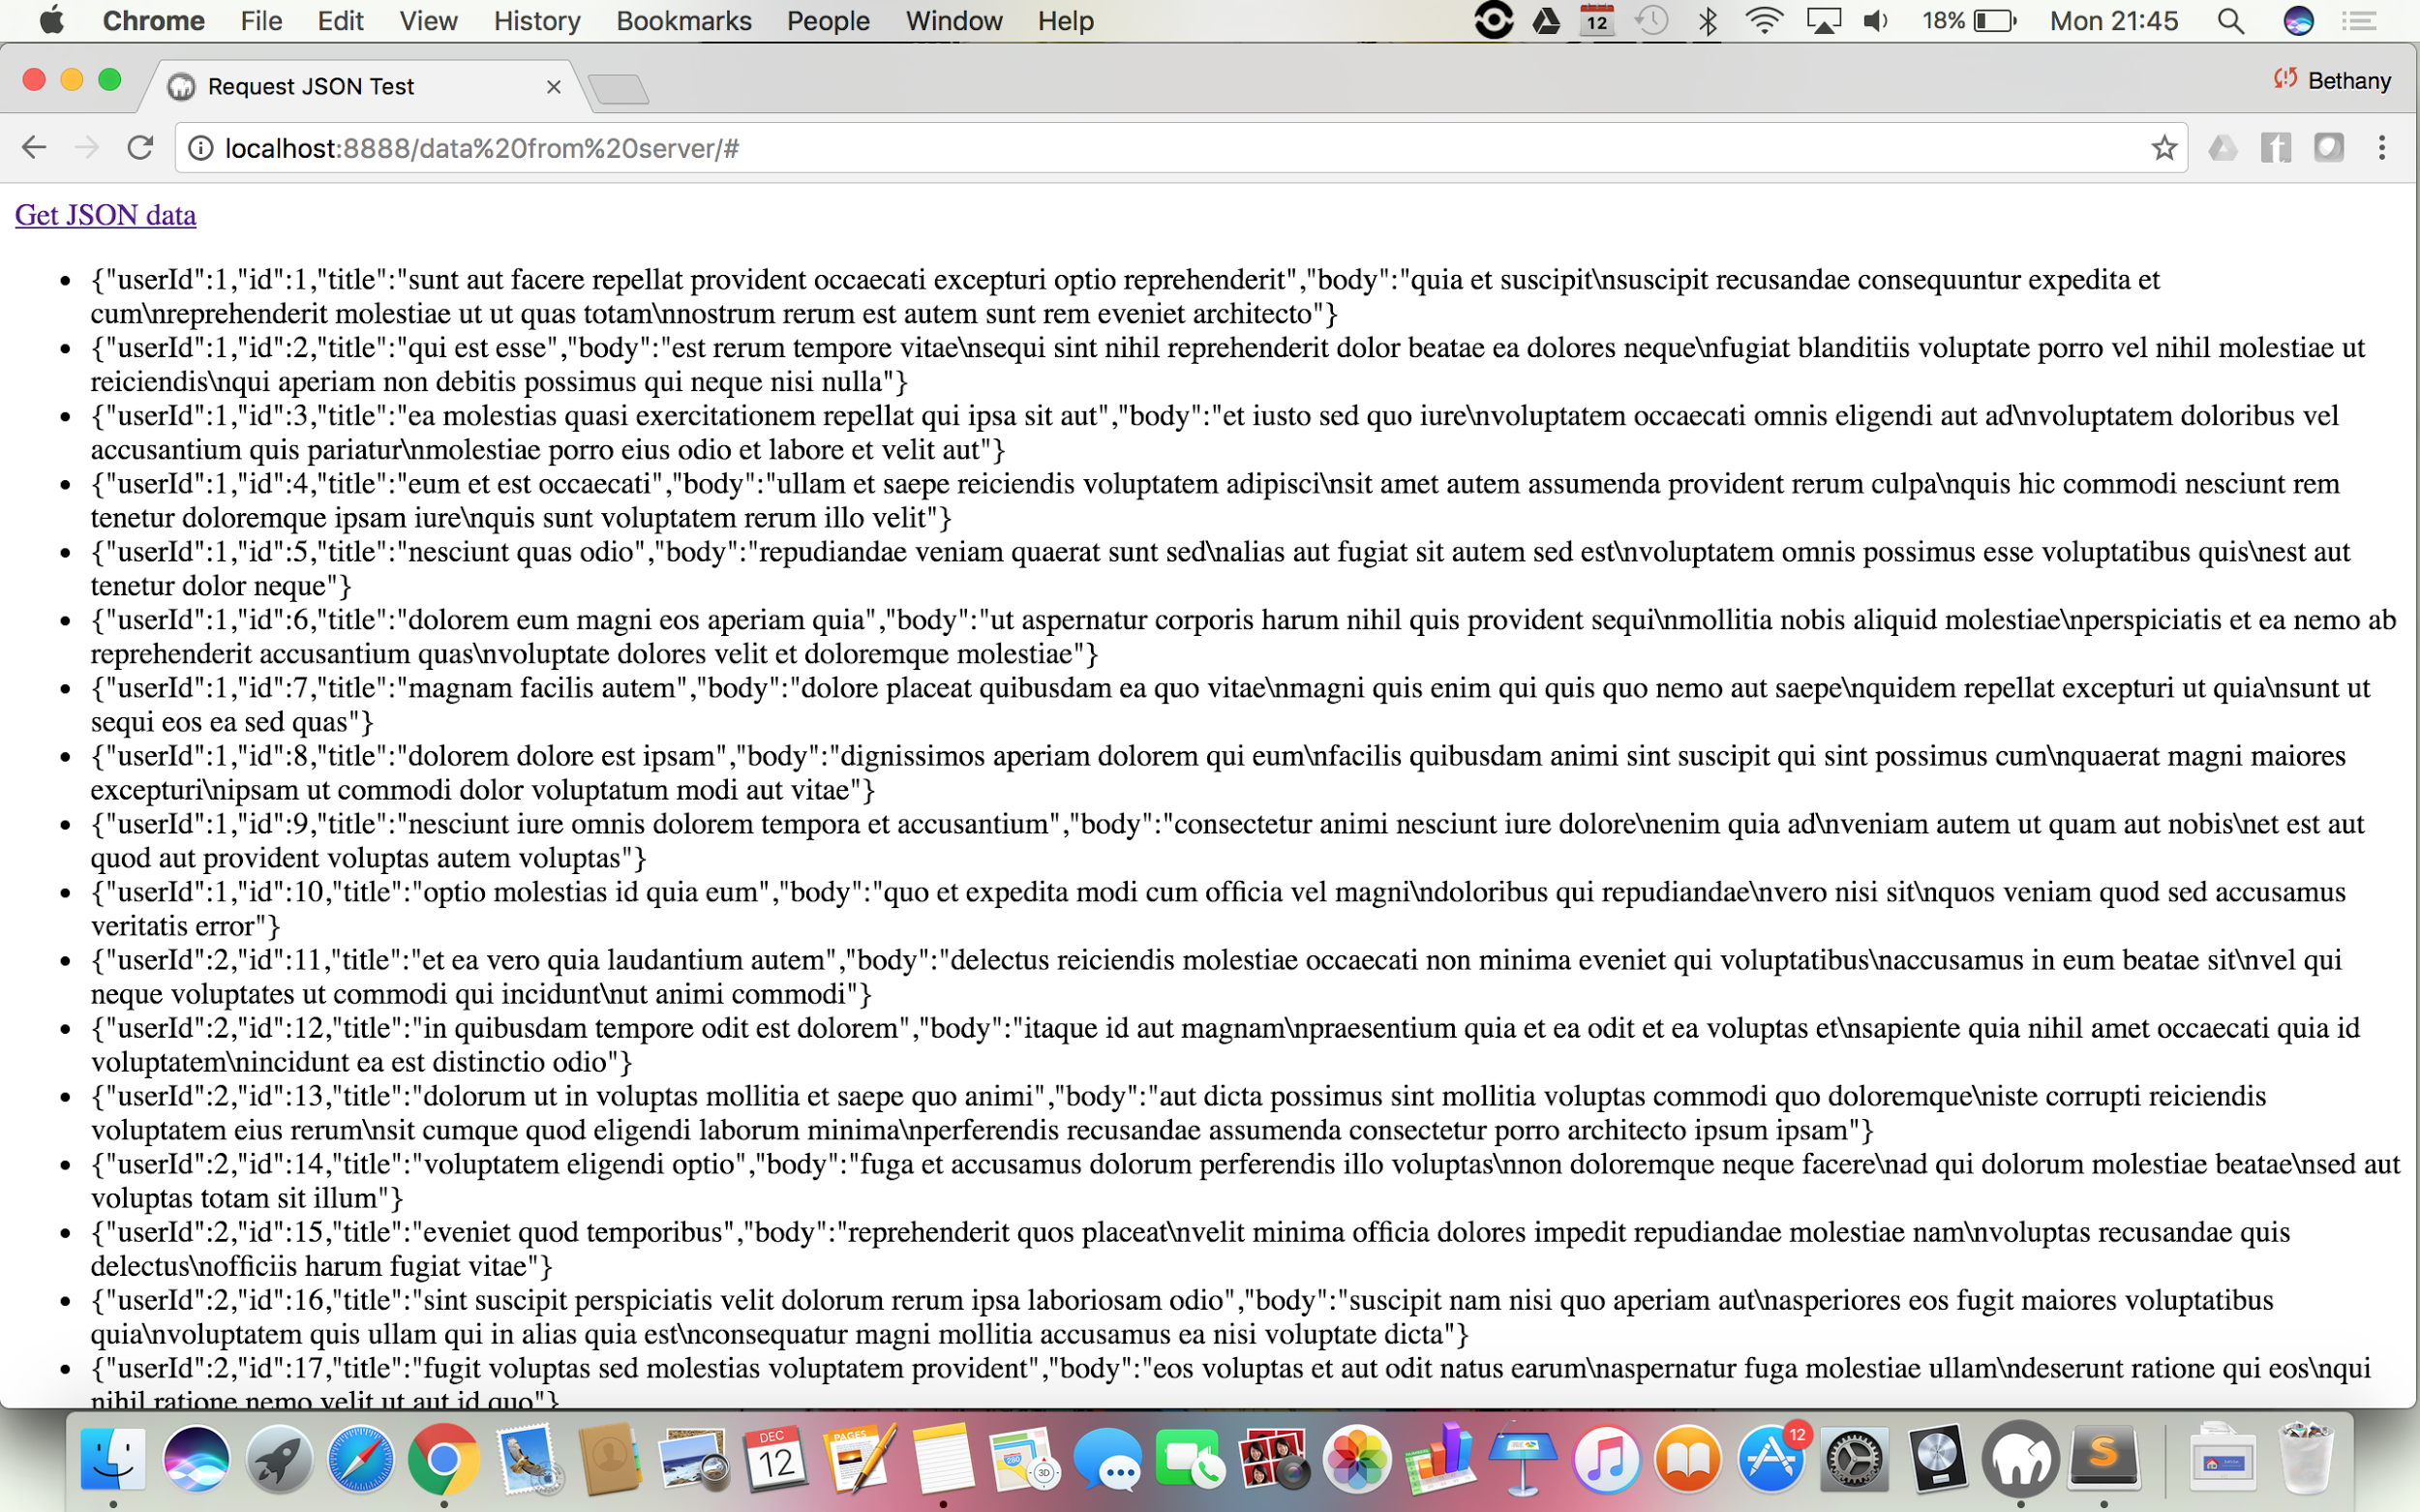 Chrome File Edit View History Bookmarks People Window Help 12 18% Mon 21:45
Request JSON Test Bethany
localhost:8888/data%20from%20server/#
Get JSON data
{"userId":1,"id":1,"title":"sunt aut facere repellat provident occaecati excepturi optio reprehenderit","body":"quia et suscipit\nsuscipit recusandae consequuntur expedita et
cum\nreprehenderit molestiae ut ut quas totam\nnostrum rerum est autem sunt rem eveniet architecto"}
{"userId":1,"id":2,"title":"qui est esse","body":"est rerum tempore vitae\nsequi sint nihil reprehenderit dolor beatae ea dolores neque\nfugiat blanditiis voluptate porro vel nihil molestiae ut
reiciendis\nqui aperiam non debitis possimus qui neque nisi nulla"}
{"userId":1,"id":3,"title":"ea molestias quasi exercitationem repellat qui ipsa sit aut","body":"et iusto sed quo iure\nvoluptatem occaecati omnis eligendi aut ad\nvoluptatem doloribus vel
accusantium quis pariatur\nmolestiae porro eius odio et labore et velit aut"}
{"userId":1,"id":4,"title":"eum et est occaecati","body":"ullam et saepe reiciendis voluptatem adipisci\nsit amet autem assumenda provident rerum culpa\nquis hic commodi nesciunt rem
tenetur doloremque ipsam iure\nquis sunt voluptatem rerum illo velit"}
{"userId":1,"id":5,"title":"nesciunt quas odio","body":"repudiandae veniam quaerat sunt sed\nalias aut fugiat sit autem sed est\nvoluptatem omnis possimus esse voluptatibus quis\nest aut
tenetur dolor neque"}
{"userId":1,"id":6,"title":"dolorem eum magni eos aperiam quia","body":"ut aspernatur corporis harum nihil quis provident sequi\nmollitia nobis aliquid molestiae\nperspiciatis et ea nemo ab
reprehenderit accusantium quas\nvoluptate dolores velit et doloremque molestiae"}
{"userId":1,"id":7,"title":"magnam facilis autem","body":"dolore placeat quibusdam ea quo vitae\nmagni quis enim qui quis quo nemo aut saepe\nquidem repellat excepturi ut quia\nsunt ut
sequi eos ea sed quas"}
{"userId":1,"id":8,"title":"dolorem dolore est ipsam","body":"dignissimos aperiam dolorem qui eum\nfacilis quibusdam animi sint suscipit qui sint possimus cum\nquaerat magni maiores
excepturi\nipsam ut commodi dolor voluptatum modi aut vitae"}
{"userId":1,"id":9,"title":"nesciunt iure omnis dolorem tempora et accusantium","body":"consectetur animi nesciunt iure dolore\nenim quia ad\nveniam autem ut quam aut nobis\net est aut
quod aut provident voluptas autem voluptas"}
{"userId":1,"id":10,"title":"optio molestias id quia eum","body":"quo et expedita modi cum officia vel magni\ndoloribus qui repudiandae\nvero nisi sit\nquos veniam quod sed accusamus
veritatis error"}
{"userId":2,"id":11,"title":"et ea vero quia laudantium autem","body":"delectus reiciendis molestiae occaecati non minima eveniet qui voluptatibus\naccusamus in eum beatae sit\nvel qui
neque voluptates ut commodi qui incidunt\nut animi commodi"}
{"userId":2,"id":12,"title":"in quibusdam tempore odit est dolorem","body":"itaque id aut magnam\npraesentium quia et ea odit et ea voluptas et\nsapiente quia nihil amet occaecati quia id
voluptatem\nincidunt ea est distinctio odio"}
{"userId":2,"id":13,"title":"dolorum ut in voluptas mollitia et saepe quo animi","body":"aut dicta possimus sint mollitia voluptas commodi quo doloremque\niste corrupti reiciendis
voluptatem eius rerum\nsit cumque quod eligendi laborum minima\nperferendis recusandae assumenda consectetur porro architecto ipsum ipsam"}
{"userId":2,"id":14,"title":"voluptatem eligendi optio","body":"fuga et accusamus dolorum perferendis illo voluptas\nnon doloremque neque facere\nad qui dolorum molestiae beatae\nsed aut
voluptas totam sit illum"}
{"userId":2,"id":15,"title":"eveniet quod temporibus","body":"reprehenderit quos placeat\nvelit minima officia dolores impedit repudiandae molestiae nam\nvoluptas recusandae quis
delectus\nofficiis harum fugiat vitae"}
{"userId":2,"id":16,"title":"sint suscipit perspiciatis velit dolorum rerum ipsa laboriosam odio","body":"suscipit nam nisi quo aperiam aut\nasperiores eos fugit maiores voluptatibus
quia\nvoluptatem quis ullam qui in alias quia est\nconsequatur magni mollitia accusamus ea nisi voluptate dicta"}
{"userId":2,"id":17,"title":"fugit voluptas sed molestias voluptatem provident","body":"eos voluptas et aut odit natus earum\naspernatur fuga molestiae ullam\ndeserunt ratione qui eos\nqui
nihil ratione nemo velit ut aut id quo"}
DEC
12
PAGES
280
3D
12
S